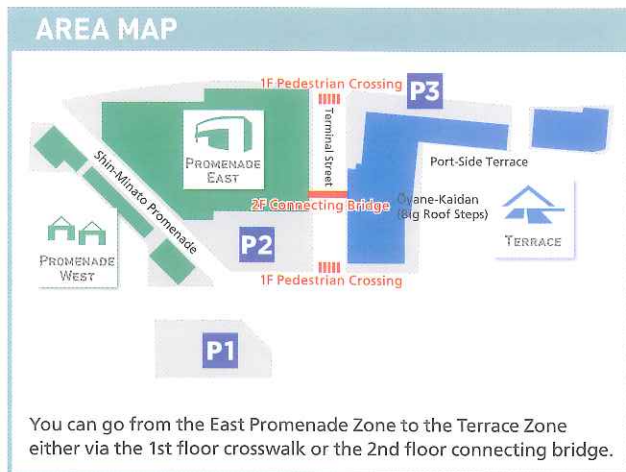 AREA MAP
1F Pedestrian Crossing
P3
Terminal Street
PROMENADE
EAST
Port-Side Terrace
Shin-Minato Promenade
2F Connecting Bridge
Ōyane-Kaidan
(Big Roof Steps)
TERRACE
P2
PROMENADE
WEST
1F Pedestrian Crossing
P1
You can go from the East Promenade Zone to the Terrace Zone
either via the 1st floor crosswalk or the 2nd floor connecting bridge.